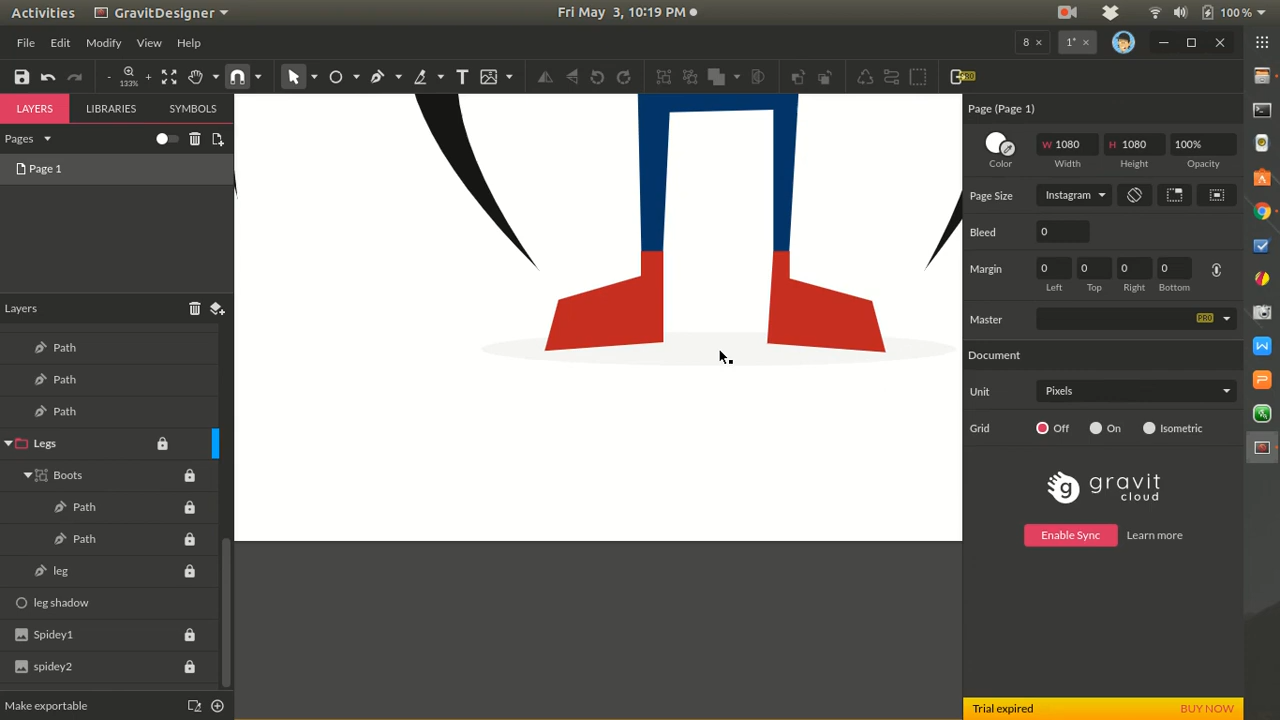 Activities GravitDesigner Fri May 3, 10:19 PM 100 %
File Edit Modify View Help 8 × 1* ×
- 133% + T PRO
LAYERS LIBRARIES SYMBOLS
Pages
Page 1
Layers
Path
Path
Path
Legs
Boots
Path
Path
leg
leg shadow
Spidey1
spidey2
Make exportable
Page (Page 1)
W 1080 H 1080 100%
Color Width Height Opacity
Page Size Instagram
Bleed 0
Margin 0 0 0 0
Left Top Right Bottom
Master PRO
Document
Unit Pixels
Grid Off On Isometric
g gravit
cloud
Enable Sync Learn more
Trial expired BUY NOW